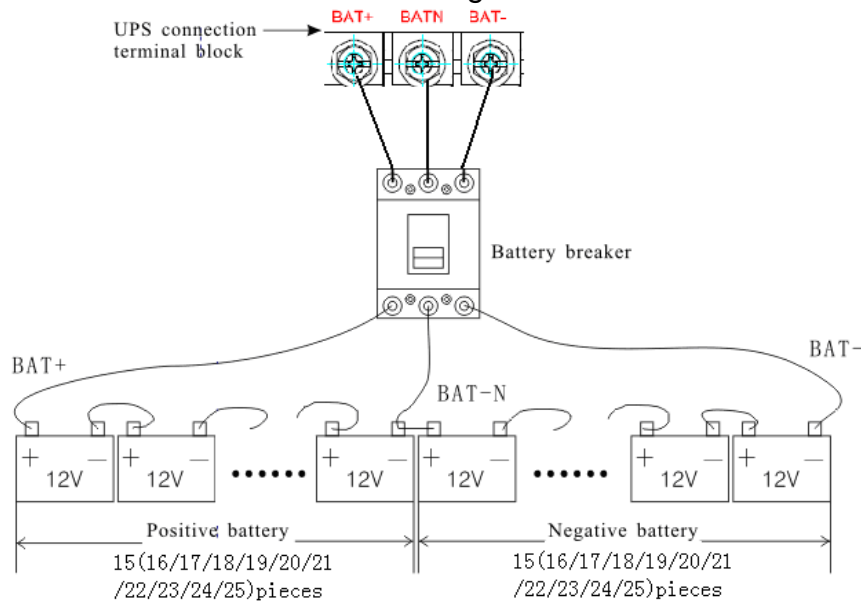 BAT+ BATN BAT-
UPS connection
terminal block
Battery breaker
BAT+
BAT-N
BAT-
+ — 12V
+ — 12V
+ — 12V
+ — 12V
+ — 12V
+ — 12V
Positive battery
15(16/17/18/19/20/21
/22/23/24/25)pieces
Negative battery
15(16/17/18/19/20/21
/22/23/24/25)pieces